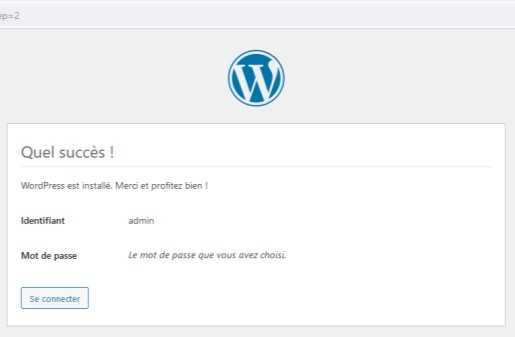 ep=2
Quel succès !
WordPress est installé. Merci et profitez bien !
Identifiant admin
Mot de passe Le mot de passe que vous avez choisi.
Se connecter